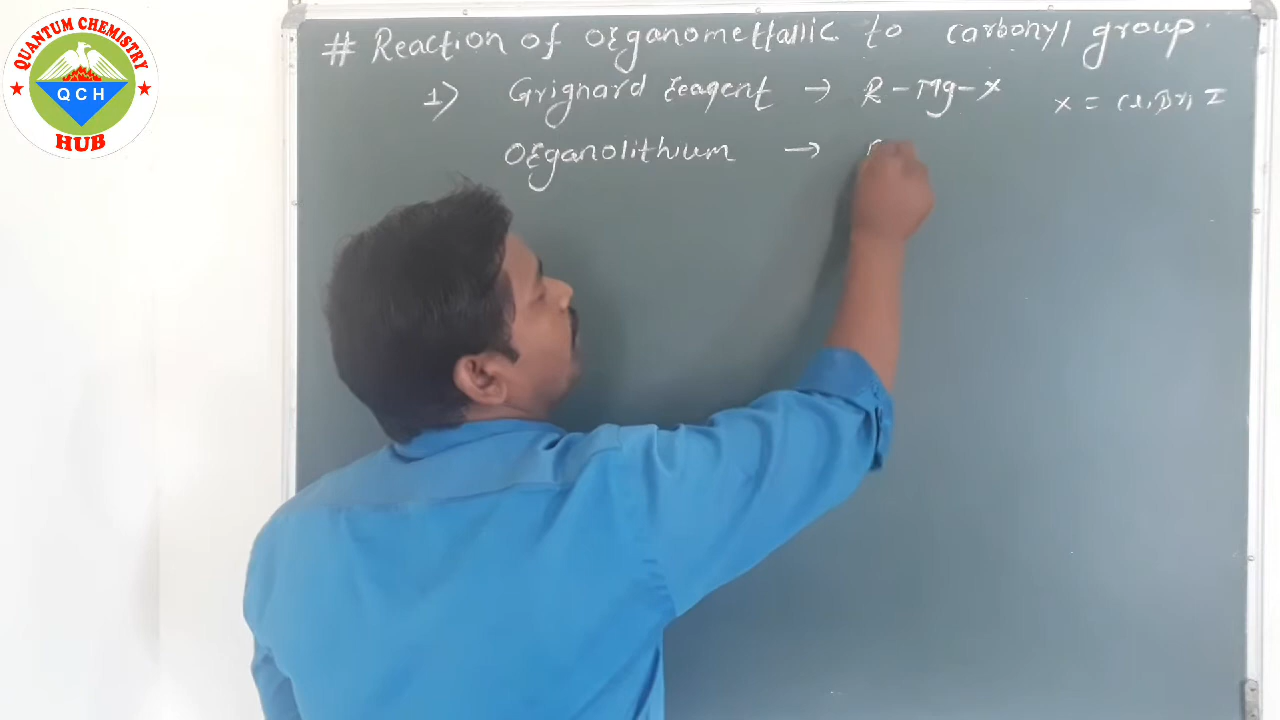 QUANTUM CHEMISTRY
QCH
HUB
# Reaction of organometallic to carbonyl group.
1) Grignard reagent → R-Mg-X X = Cl, Br, I
organolithium →